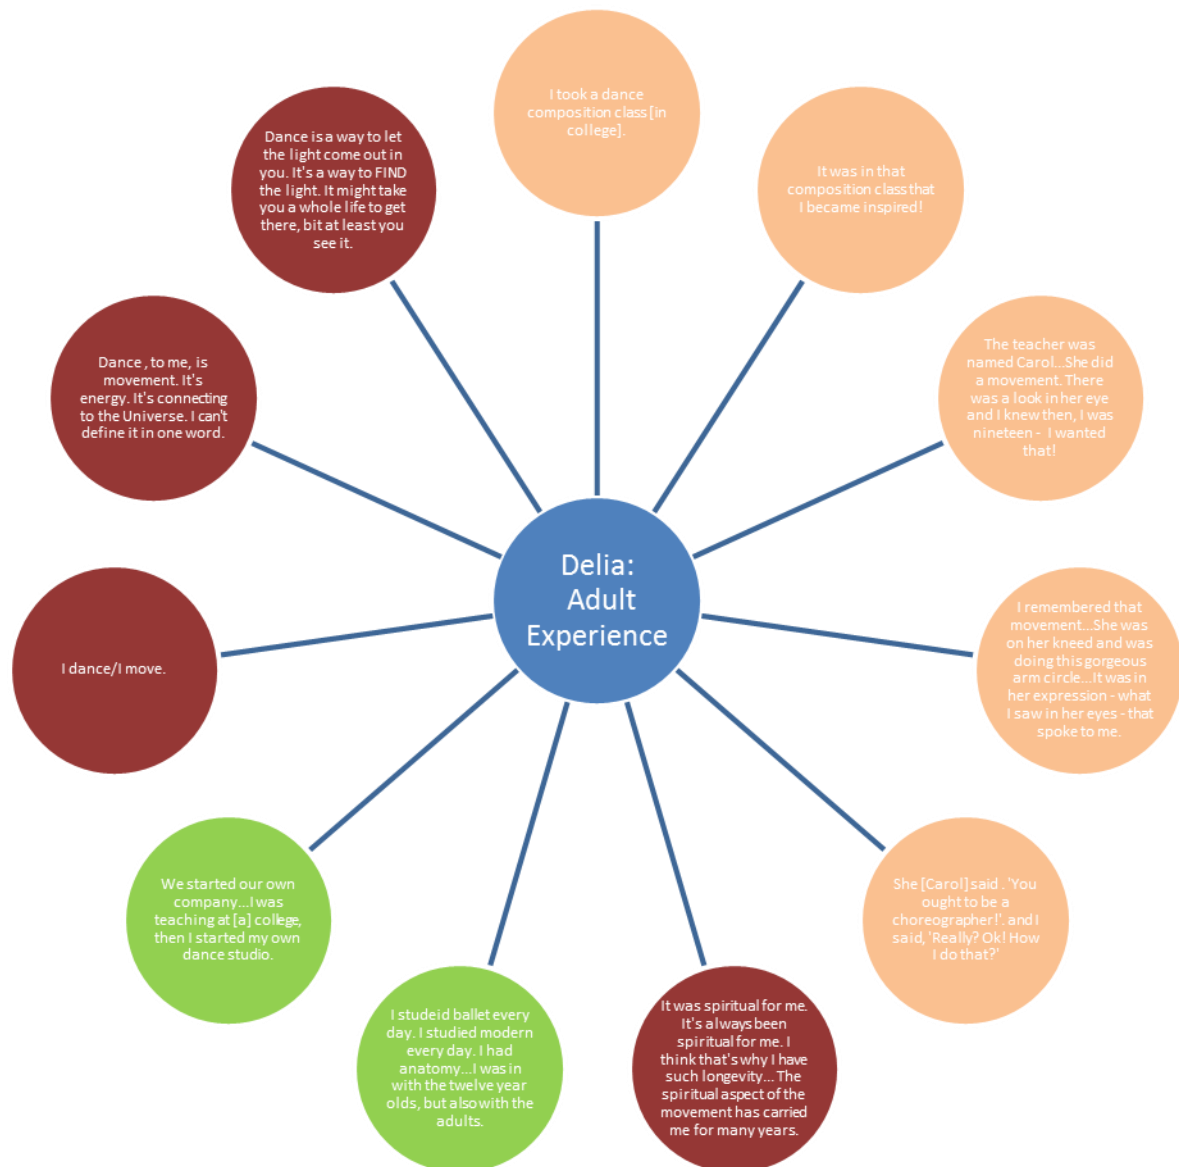 I took a dance
composition class [in
college].
It was in that
composition class that
I became inspired!
The teacher was
named Carol...She did
a movement. There
was a look in her eye
and I knew then, I was
nineteen - I wanted
that!
I remembered that
movement...She was
on her kneed and was
doing this gorgeous
arm circle...It was in
her expression - what
I saw in her eyes - that
spoke to me.
She [Carol] said . 'You
ought to be a
choreographer!'. and I
said, 'Really? Ok! How
I do that?'
It was spiritual for me.
It's always been
spiritual for me. I
think that's why I have
such longevity... The
spiritual aspect of the
movement has carried
me for many years.
I studeid ballet every
day. I studied modern
every day. I had
anatomy...I was in
with the twelve year
olds, but also with the
adults.
We started our own
company...I was
teaching at [a] college,
then I started my own
dance studio.
I dance/I move.
Dance , to me, is
movement. It's
energy. It's connecting
to the Universe. I can't
define it in one word.
Dance is a way to let
the light come out in
you. It's a way to FIND
the light. It might take
you a whole life to get
there, bit at least you
see it.
Delia:
Adult
Experience